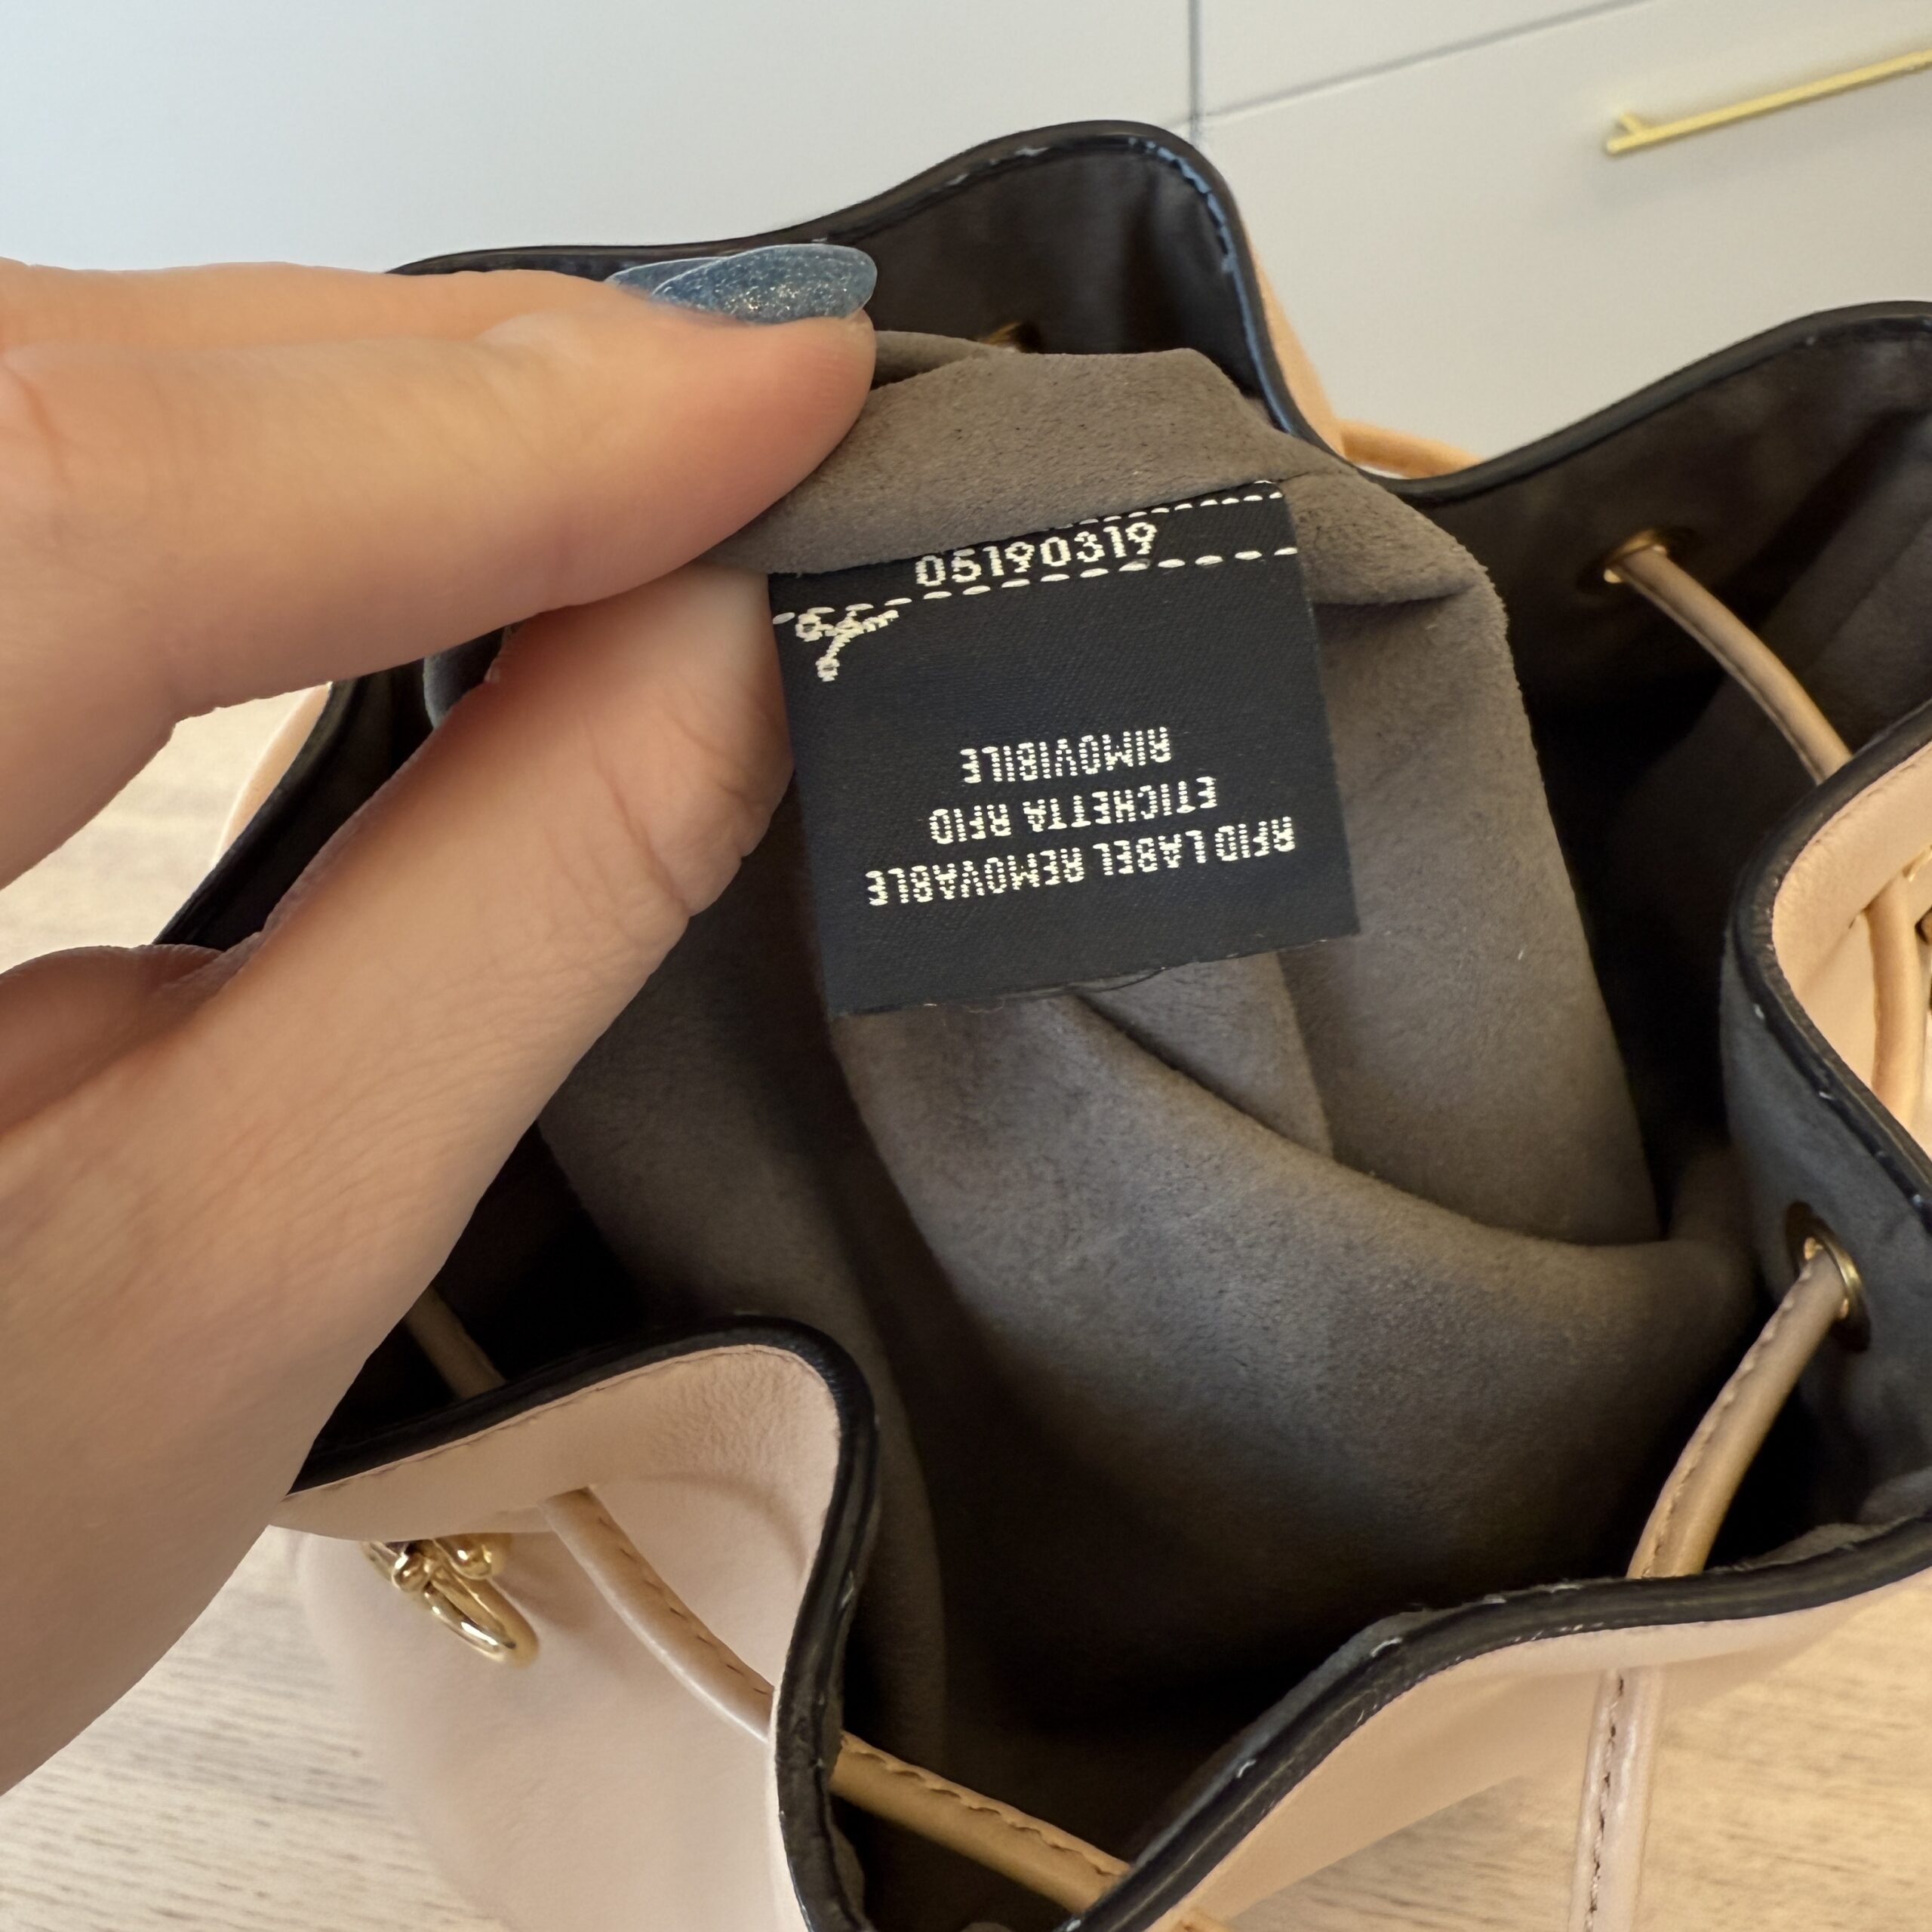 05190319
RFID LABEL REMOVABLE
ETICHETTA RFID
RIMOVIBILE